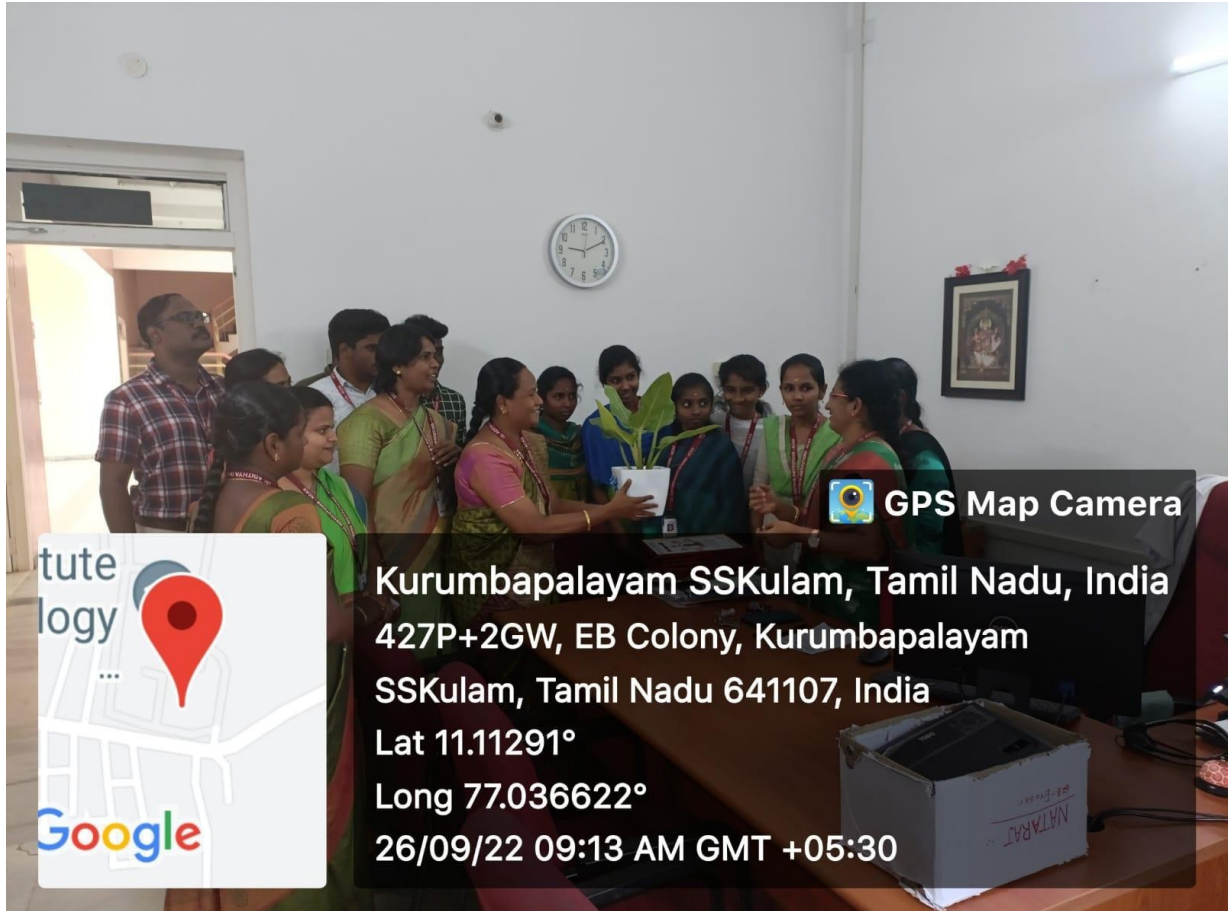 GPS Map Camera
tute
logy
...
Google
Kurumbapalayam SSKulam, Tamil Nadu, India
427P+2GW, EB Colony, Kurumbapalayam
SSKulam, Tamil Nadu 641107, India
Lat 11.11291°
Long 77.036622°
26/09/22 09:13 AM GMT +05:30
NATARAJ